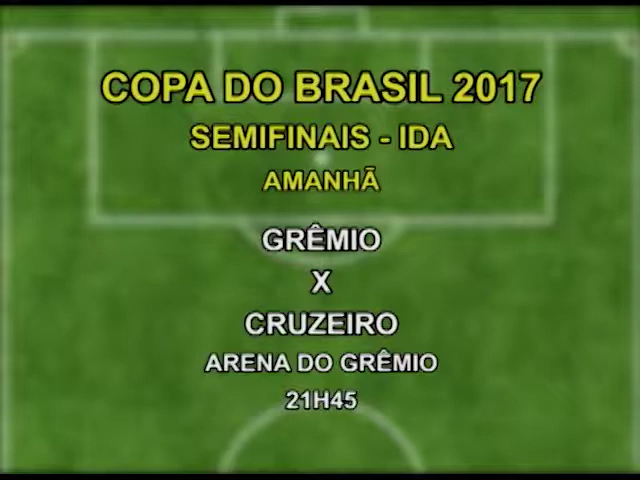 COPA DO BRASIL 2017
SEMIFINAIS - IDA
AMANHÃ
GRÊMIO
X
CRUZEIRO
ARENA DO GRÊMIO
21H45